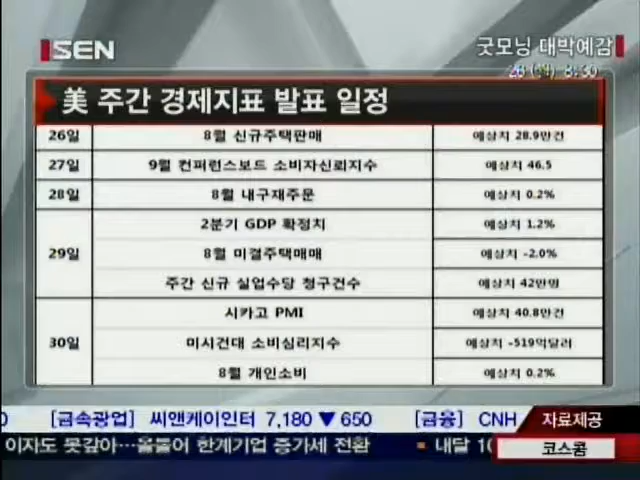 SEN
굿모닝 대박예감
8:30
美 주간 경제지표 발표 일정
26일 8월 신규주택판매 예상치 28.9만건
27일 9월 컨퍼런스보드 소비자신뢰지수 예상치 46.5
28일 8월 내구재주문 예상치 0.2%
2분기 GDP 확정치 예상치 1.2%
29일 8월 미결주택매매 예상치 -2.0%
주간 신규 실업수당 청구건수 예상치 42만명
시카고 PMI 예상치 40.8만건
30일 미시건대 소비심리지수 예상치 -519억달러
8월 개인소비 예상치 0.2%
[금속광업] 씨앤케이인터 7,180 ▼ 650 [금융] CNH
자료제공
이자도 못갚아…올들어 한계기업 증가세 전환 내달 10
코스콤